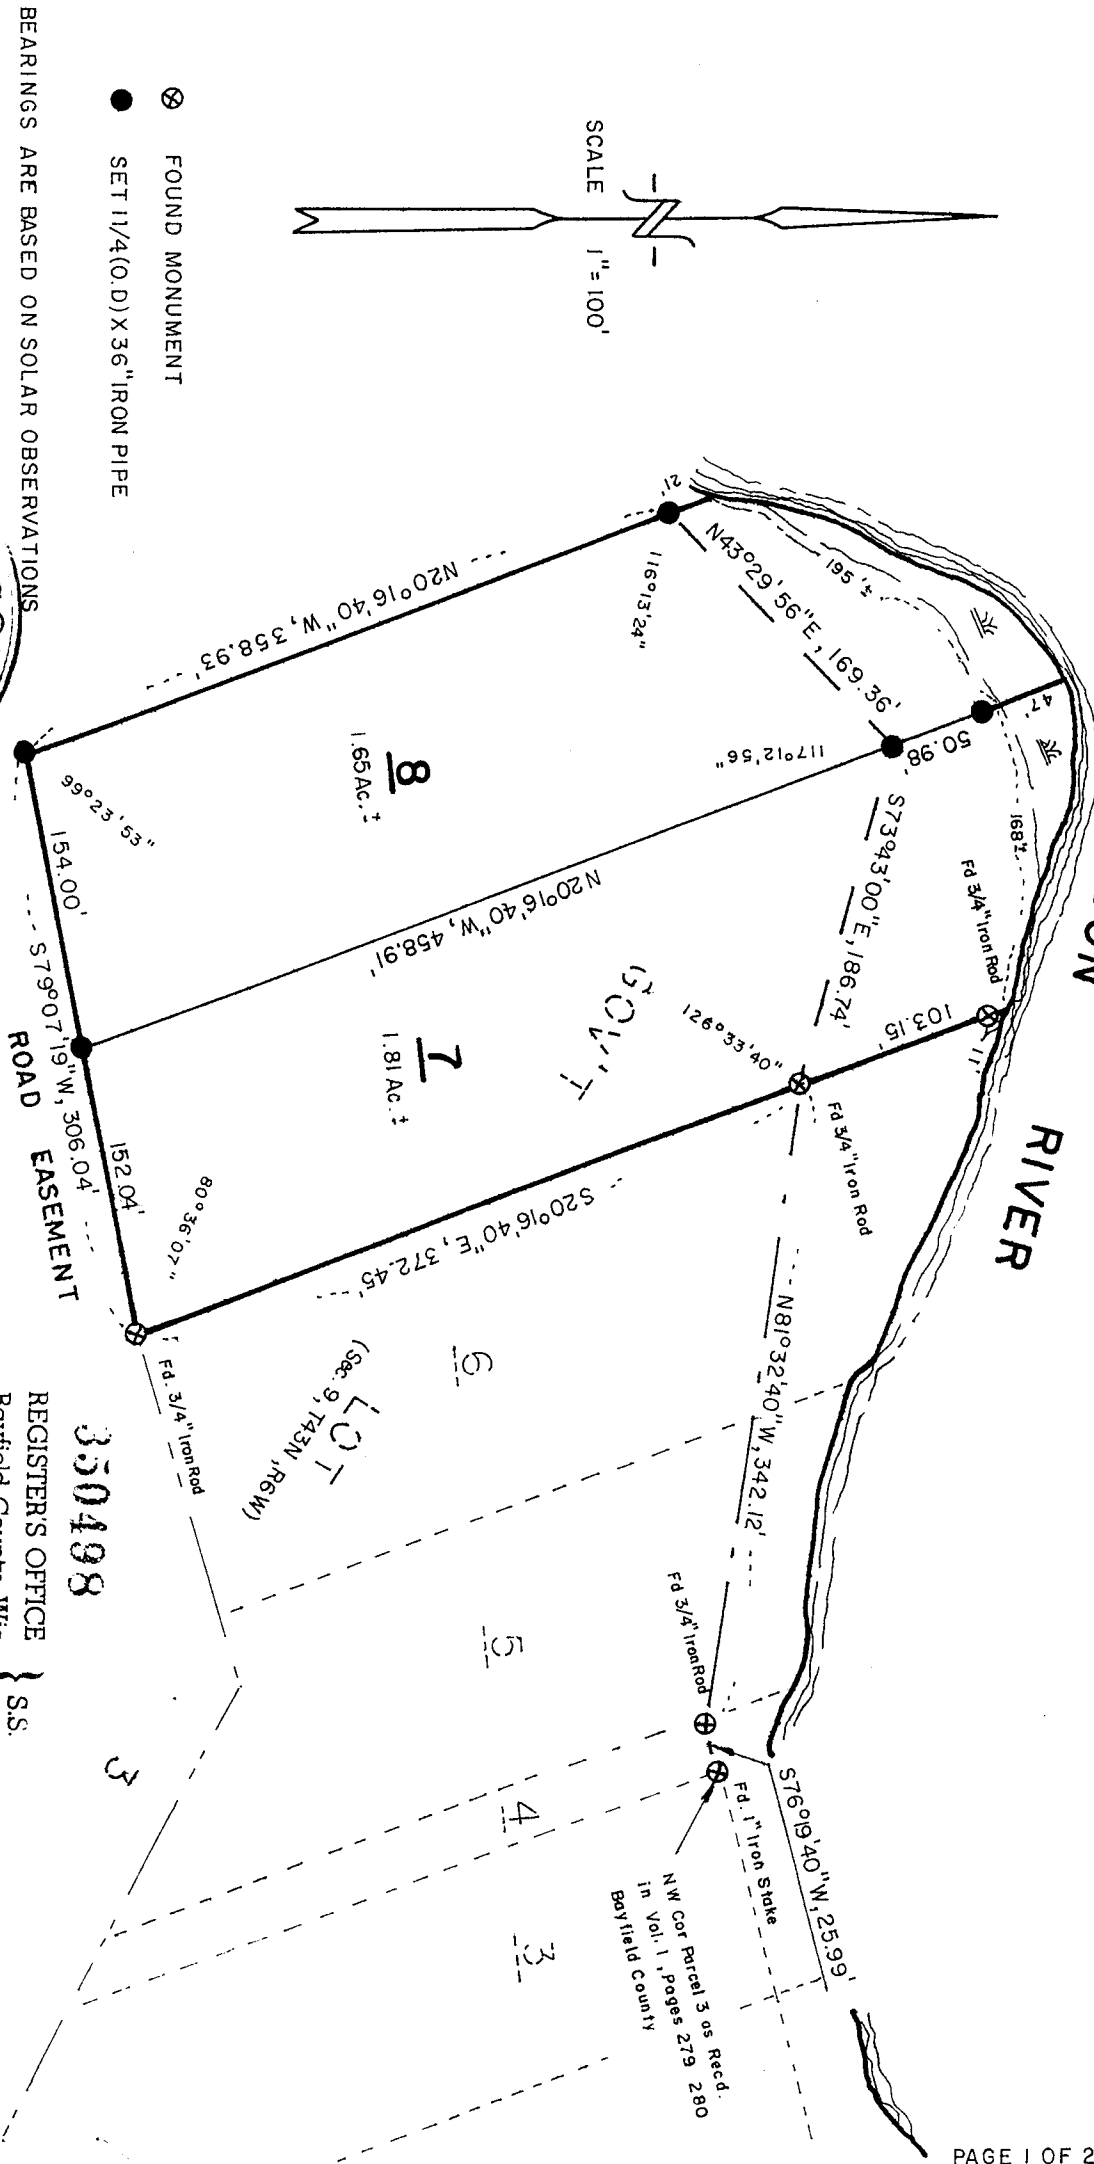 BEARINGS ARE BASED ON SOLAR OBSERVATIONS
⊗ FOUND MONUMENT
● SET 1 1/4 (O.D) X 36" IRON PIPE
SCALE 1" = 100'
RIVER
21'
N43°29'56"E, 169.36'
195'±
116°13'24"
N20°16'40"W, 358.93'
8
1.65 Ac.±
99°23'53"
154.00'
47'
50.98'
117°12'56"
168'±
Fd 3/4" Iron Rod
11'
103.15'
S73°43'00"E, 186.74'
N20°16'40"W, 458.91'
GOV'T
126°33'40"
7
1.81 Ac.±
Fd 3/4" Iron Rod
S20°16'40"E, 372.45'
80°36'07"
152.04'
S79°07'19"W, 306.04'
ROAD EASEMENT
Fd. 3/4" Iron Rod
6
LOT
(Sec. 9, T43N, R6W)
N81°32'40"W, 342.12'
5
Fd 3/4" Iron Rod
4
S76°19'40"W, 25.99'
Fd. 1" Iron Stake
NW Cor Parcel 3 as Recd.
in Vol. 1, Pages 279 280
Bayfield County
3
3
350498
REGISTER'S OFFICE
S.S.
PAGE 1 OF 2